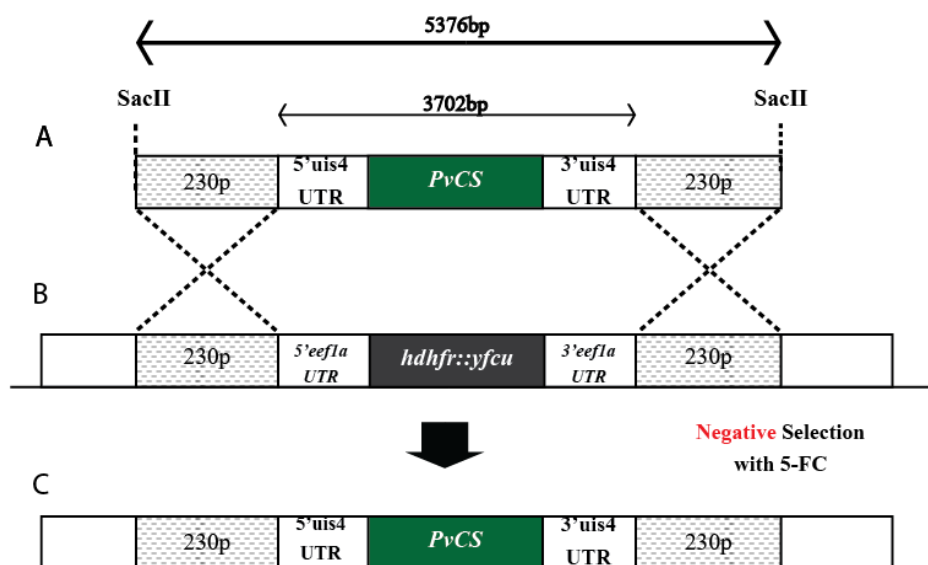 5376bp
SacII
SacII
3702bp
A
230p
5'uis4
UTR
PvCS
3'uis4
UTR
230p
B
230p
5'eef1a
UTR
hdhfr::yfcu
3'eef1a
UTR
230p
Negative Selection
with 5-FC
C
230p
5'uis4
UTR
PvCS
3'uis4
UTR
230p